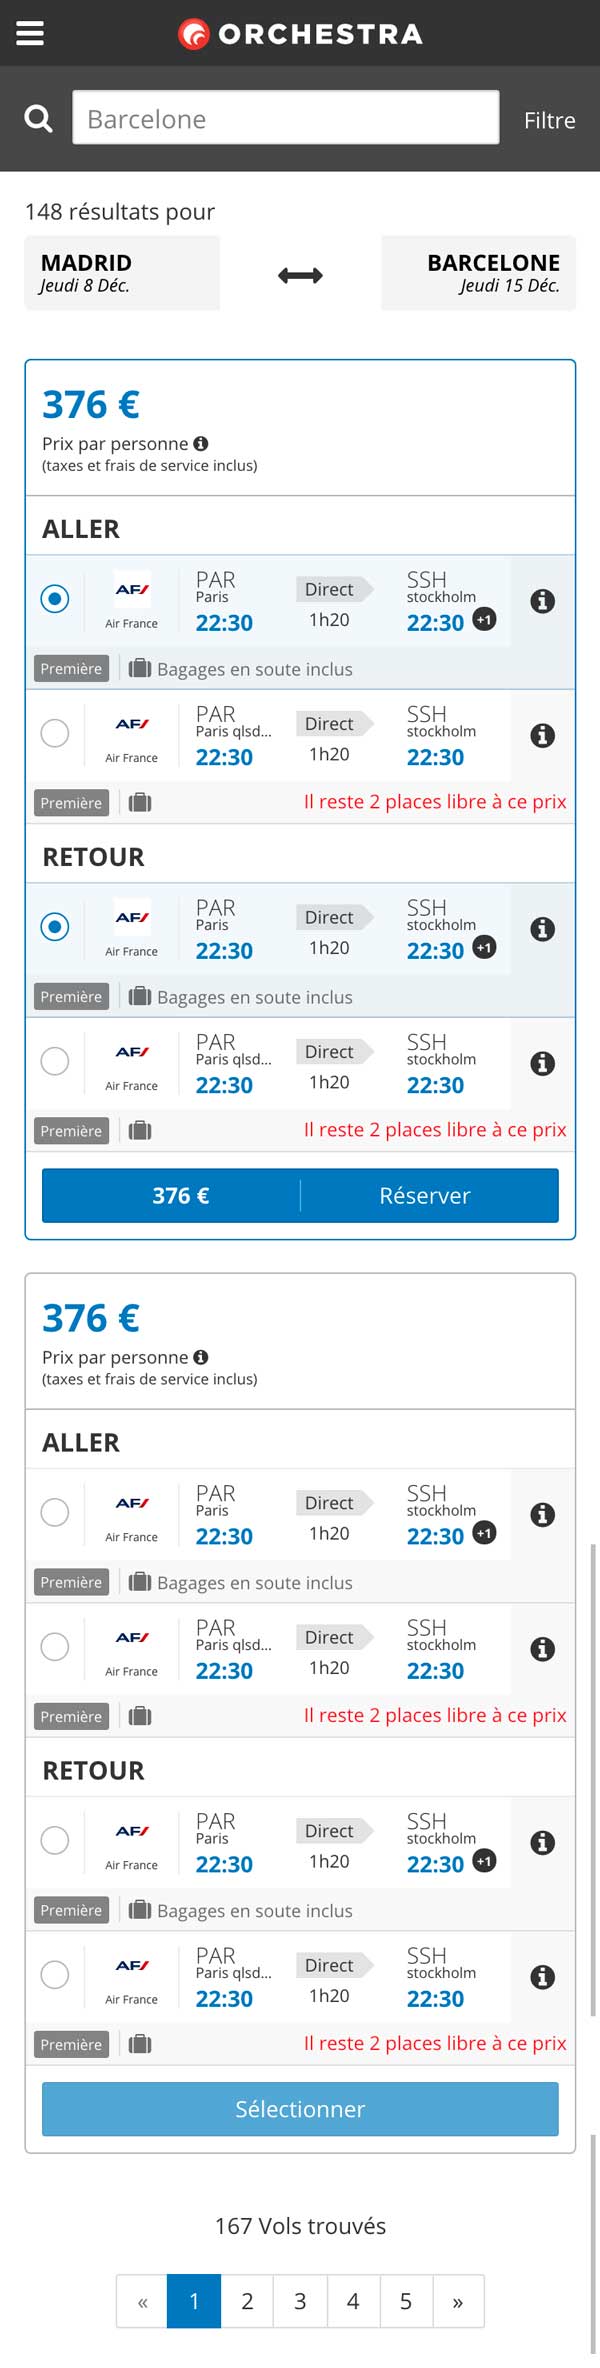 ORCHESTRA
Barcelone
Filtre
148 résultats pour
MADRID
Jeudi 8 Déc.
BARCELONE
Jeudi 15 Déc.
376 €
Prix par personne
(taxes et frais de service inclus)
ALLER
AF Air France
PAR Direct SSH
Paris stockholm
22:30 1h20 22:30 +1
Première Bagages en soute inclus
AF Air France
PAR Direct SSH
Paris qlsd... stockholm
22:30 1h20 22:30
Première Il reste 2 places libre à ce prix
RETOUR
AF Air France
PAR Direct SSH
Paris stockholm
22:30 1h20 22:30 +1
Première Bagages en soute inclus
AF Air France
PAR Direct SSH
Paris qlsd... stockholm
22:30 1h20 22:30
Première Il reste 2 places libre à ce prix
376 € Réserver
376 €
Prix par personne
(taxes et frais de service inclus)
ALLER
AF Air France
PAR Direct SSH
Paris stockholm
22:30 1h20 22:30 +1
Première Bagages en soute inclus
AF Air France
PAR Direct SSH
Paris qlsd... stockholm
22:30 1h20 22:30
Première Il reste 2 places libre à ce prix
RETOUR
AF Air France
PAR Direct SSH
Paris stockholm
22:30 1h20 22:30 +1
Première Bagages en soute inclus
AF Air France
PAR Direct SSH
Paris qlsd... stockholm
22:30 1h20 22:30
Première Il reste 2 places libre à ce prix
Sélectionner
167 Vols trouvés
« 1 2 3 4 5 »